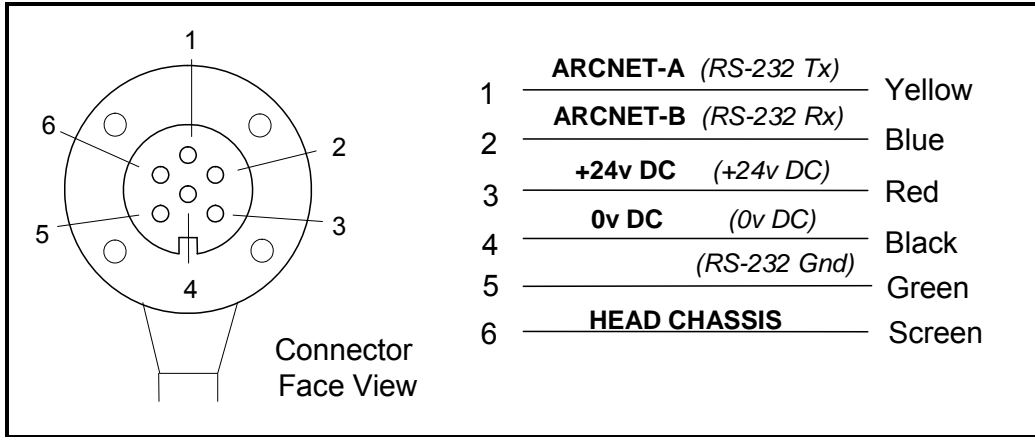 1
6
2
5
3
4
Connector
Face View
1 ARCNET-A (RS-232 Tx) Yellow
2 ARCNET-B (RS-232 Rx) Blue
3 +24v DC (+24v DC) Red
4 0v DC (0v DC) Black
5 (RS-232 Gnd) Green
6 HEAD CHASSIS Screen